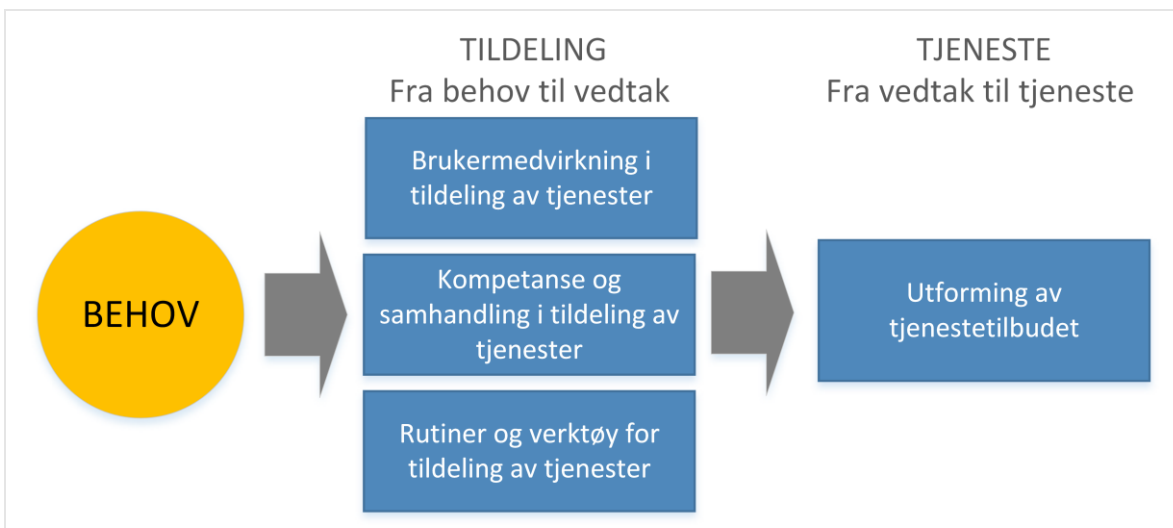 BEHOV
TILDELING
Fra behov til vedtak
Brukermedvirkning i
tildeling av tjenester
Kompetanse og
samhandling i tildeling av
tjenester
Rutiner og verktøy for
tildeling av tjenester
TJENESTE
Fra vedtak til tjeneste
Utforming av
tjenestetilbudet